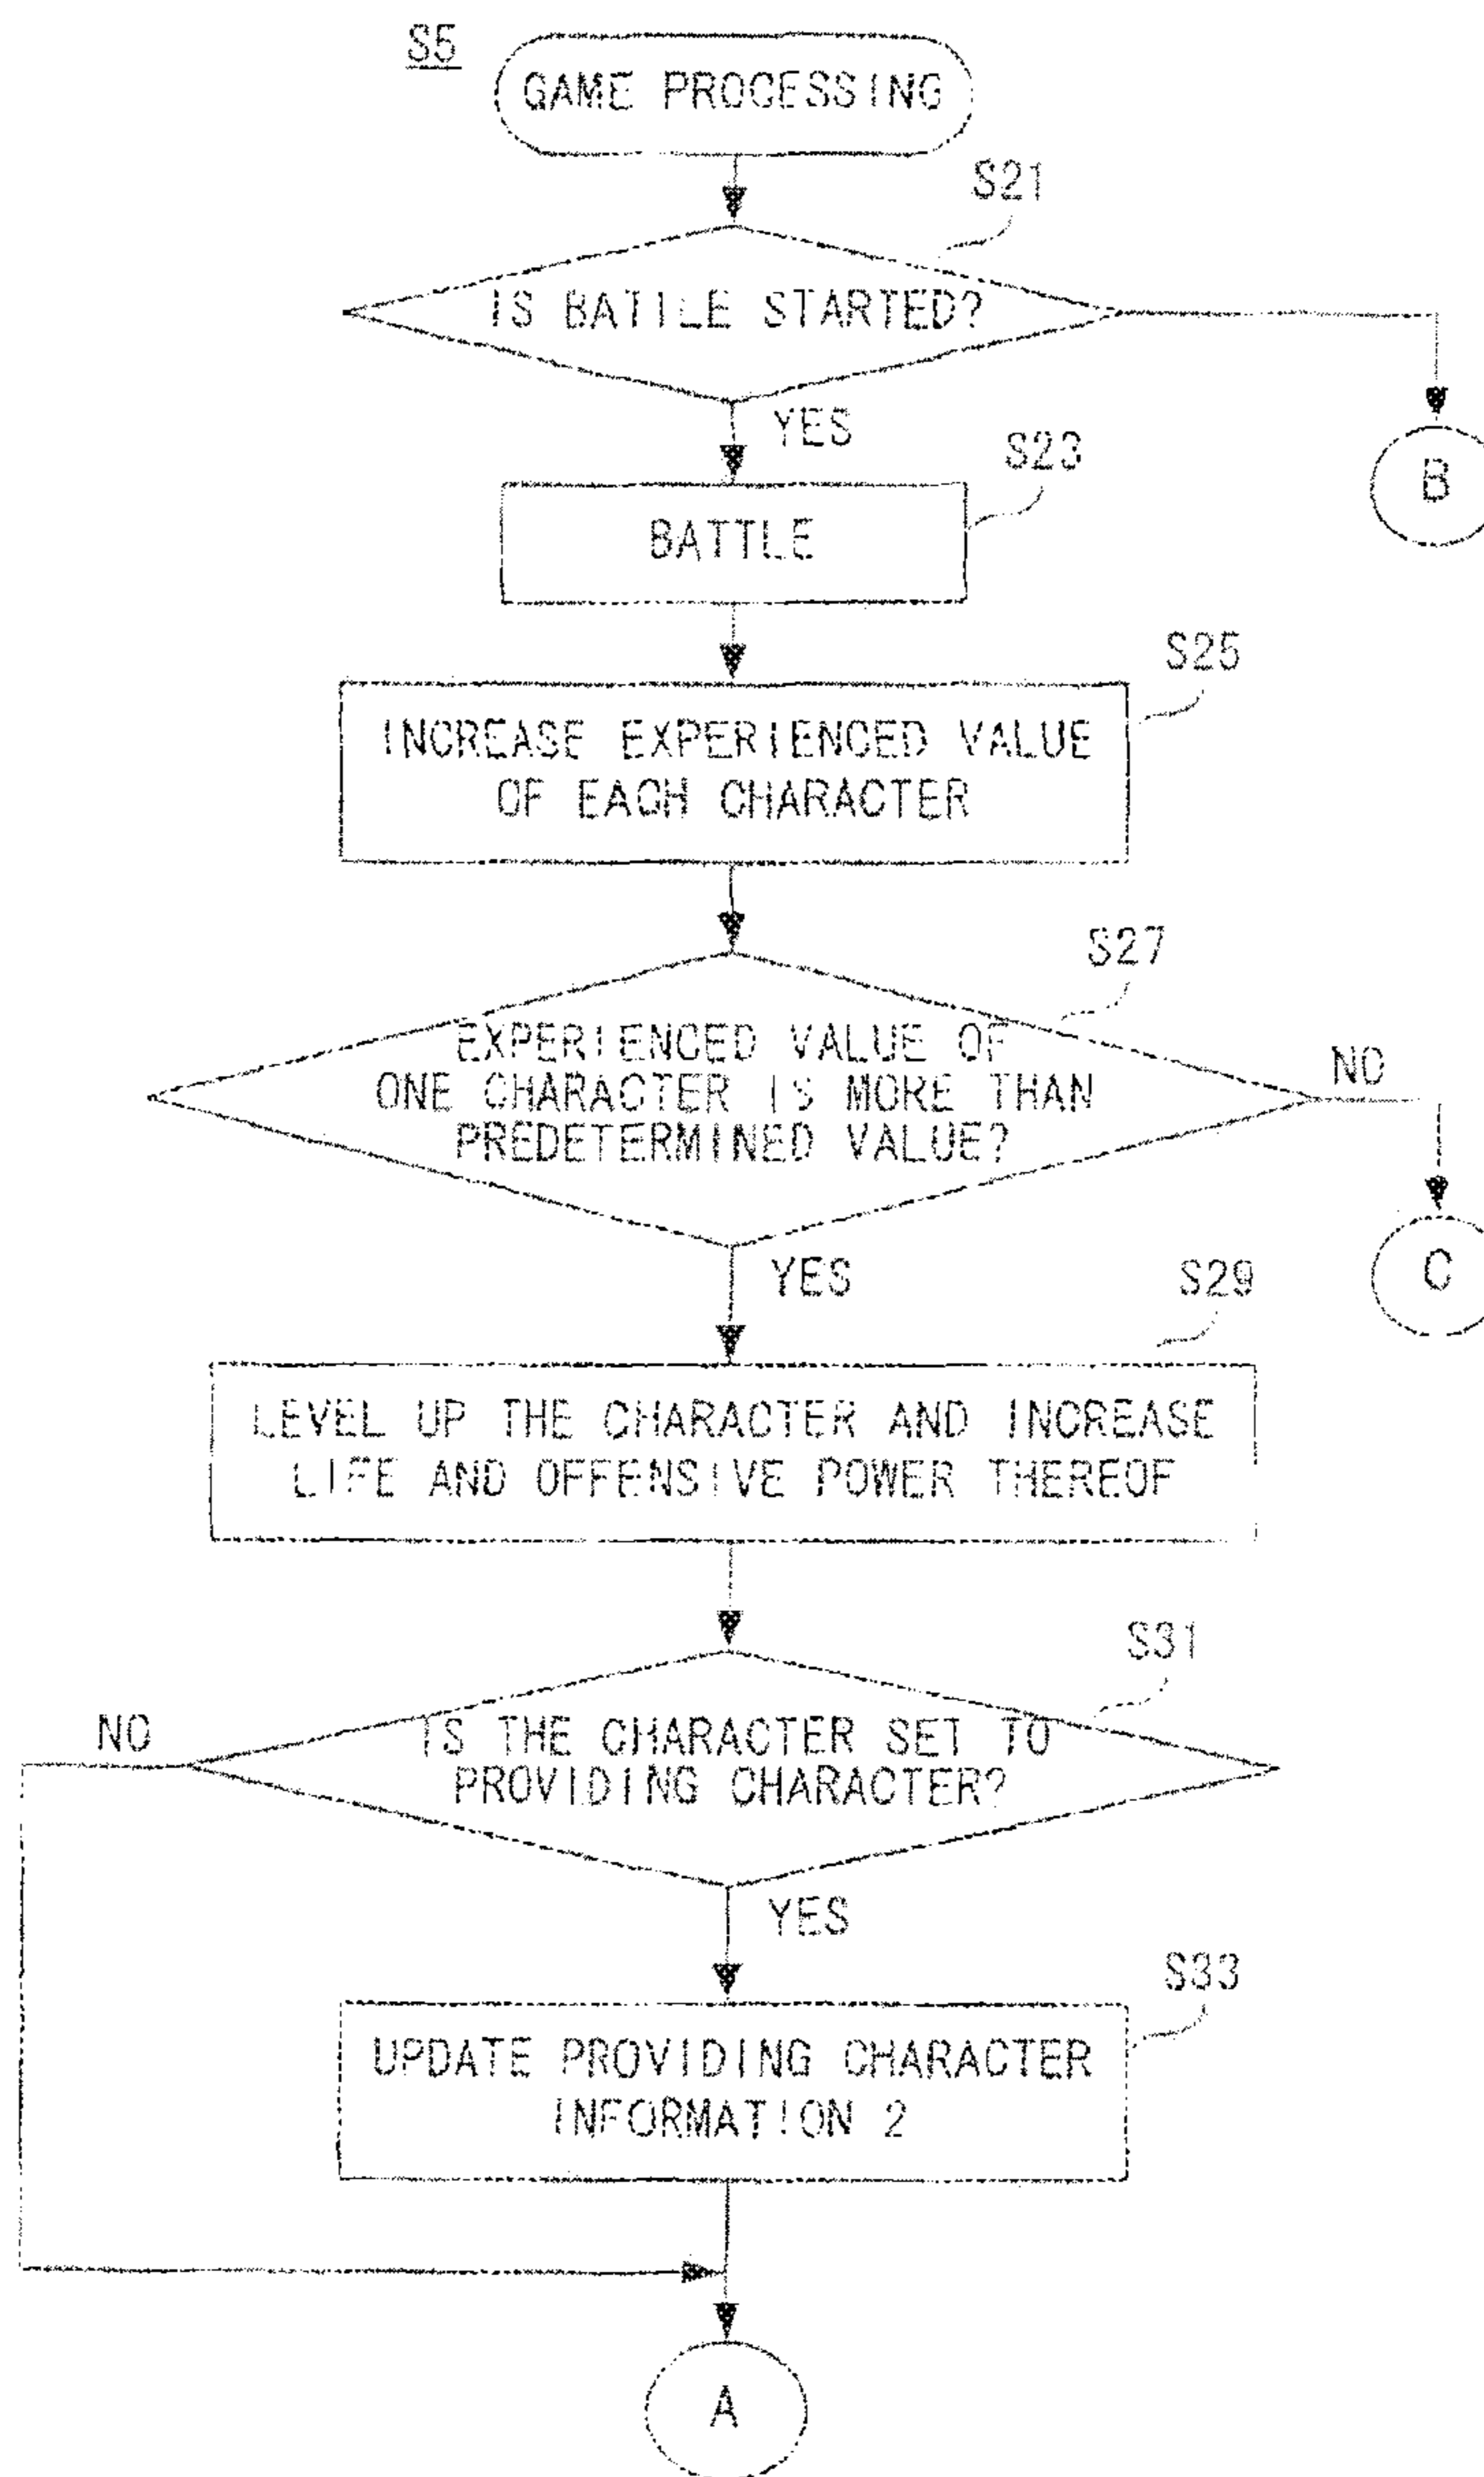 S5
GAME PROCESSING
S21
IS BATTLE STARTED?
YES
S23
B
BATTLE
S25
INCREASE EXPERIENCED VALUE
OF EACH CHARACTER
S27
EXPERIENCED VALUE OF
ONE CHARACTER IS MORE THAN
PREDETERMINED VALUE?
NO
YES
C
S29
LEVEL UP THE CHARACTER AND INCREASE
LIFE AND OFFENSIVE POWER THEREOF
S31
NO
IS THE CHARACTER SET TO
PROVIDING CHARACTER?
YES
S33
UPDATE PROVIDING CHARACTER
INFORMATION 2
A